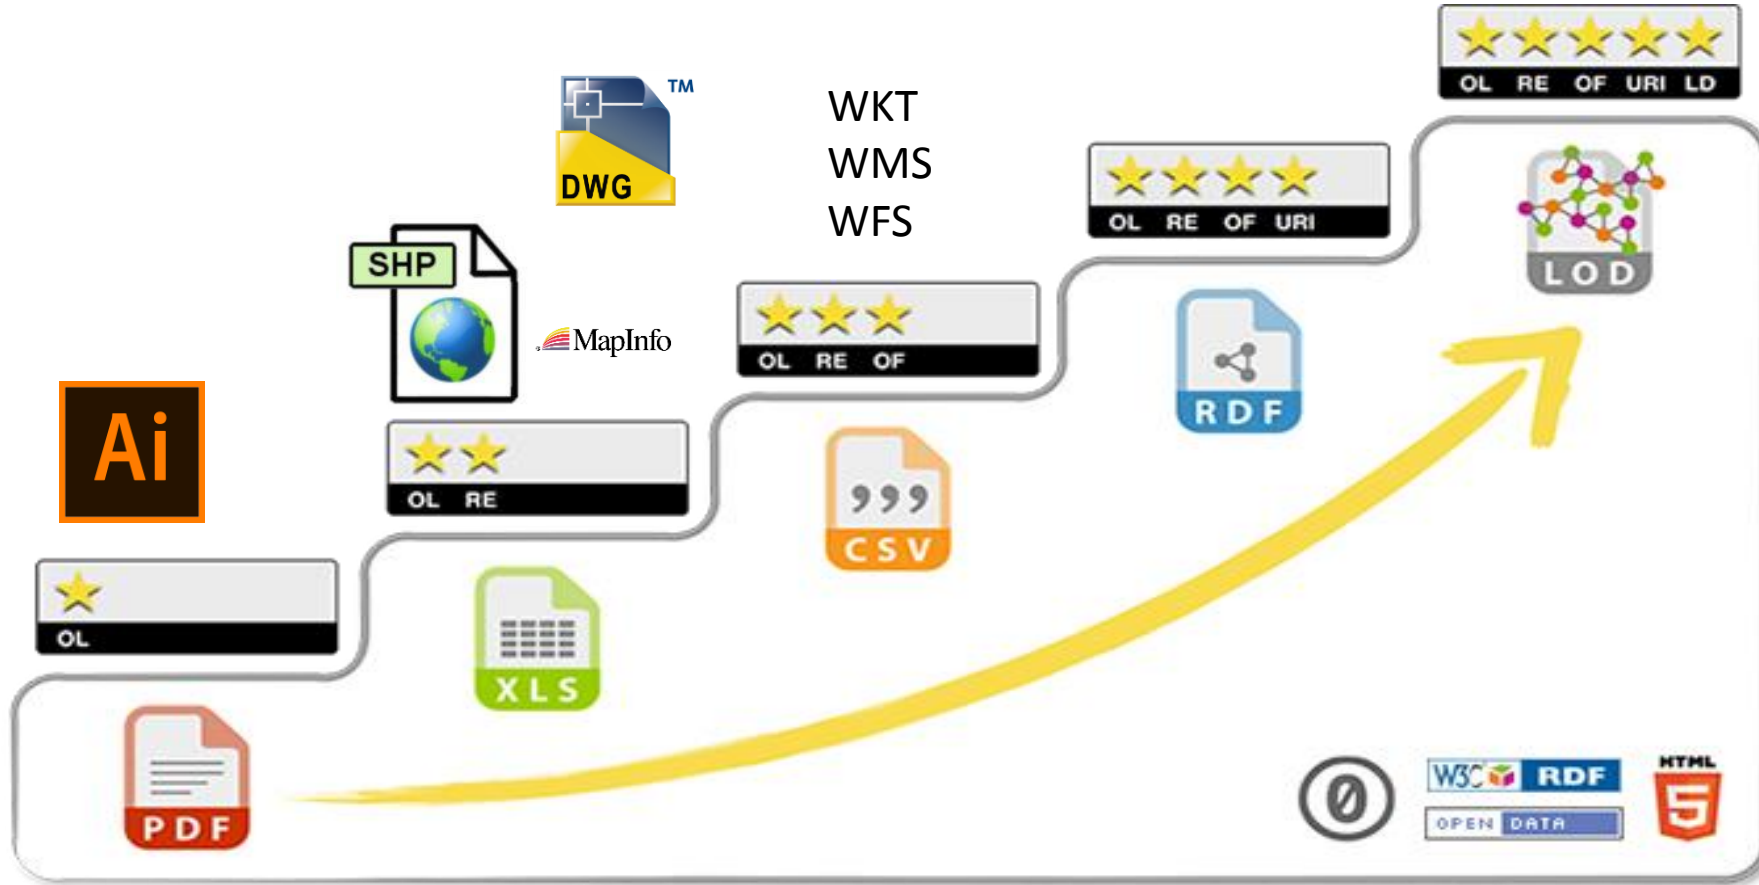 OL RE OF URI LD
TM
DWG
WKT
WMS
WFS
OL RE OF URI
LOD
SHP
MapInfo
OL RE OF
RDF
Ai
OL RE
,,,
CSV
OL
XLS
PDF
0
W3C RDF
OPEN DATA
HTML
5